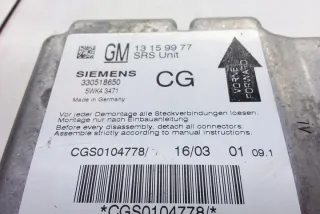 GM 13 15 99 77
SRS Unit
SIEMENS CG
330518650
5WK4 3471
Made in Germany
VORNE
FORWARD
Vor jeder Demontage alle Steckverbindungen loesen.
Montage nur nach Einbauanleitung.
Before every disassembly, detach all connectors.
Assemble strictly according to manual instructions.
CGS0104778/ 16/03 01 09.1
*CGS0104778/*